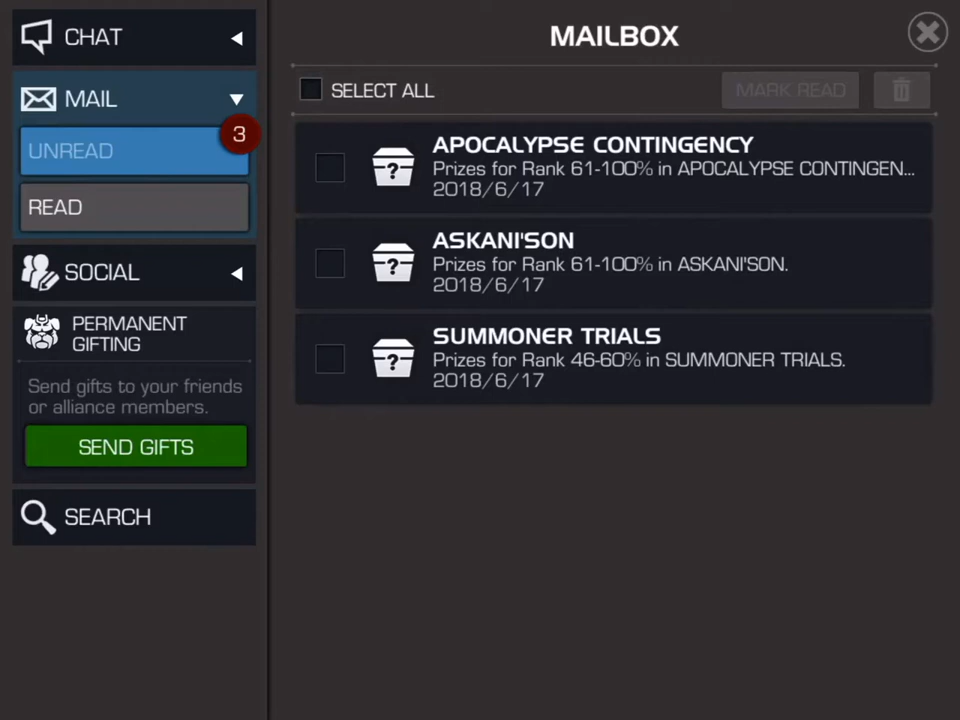 CHAT
MAIL
UNREAD
3
READ
SOCIAL
PERMANENT
GIFTING
Send gifts to your friends
or alliance members.
SEND GIFTS
SEARCH
MAILBOX
SELECT ALL
MARK READ
APOCALYPSE CONTINGENCY
Prizes for Rank 61-100% in APOCALYPSE CONTINGEN...
2018/6/17
ASKANI'SON
Prizes for Rank 61-100% in ASKANI'SON.
2018/6/17
SUMMONER TRIALS
Prizes for Rank 46-60% in SUMMONER TRIALS.
2018/6/17